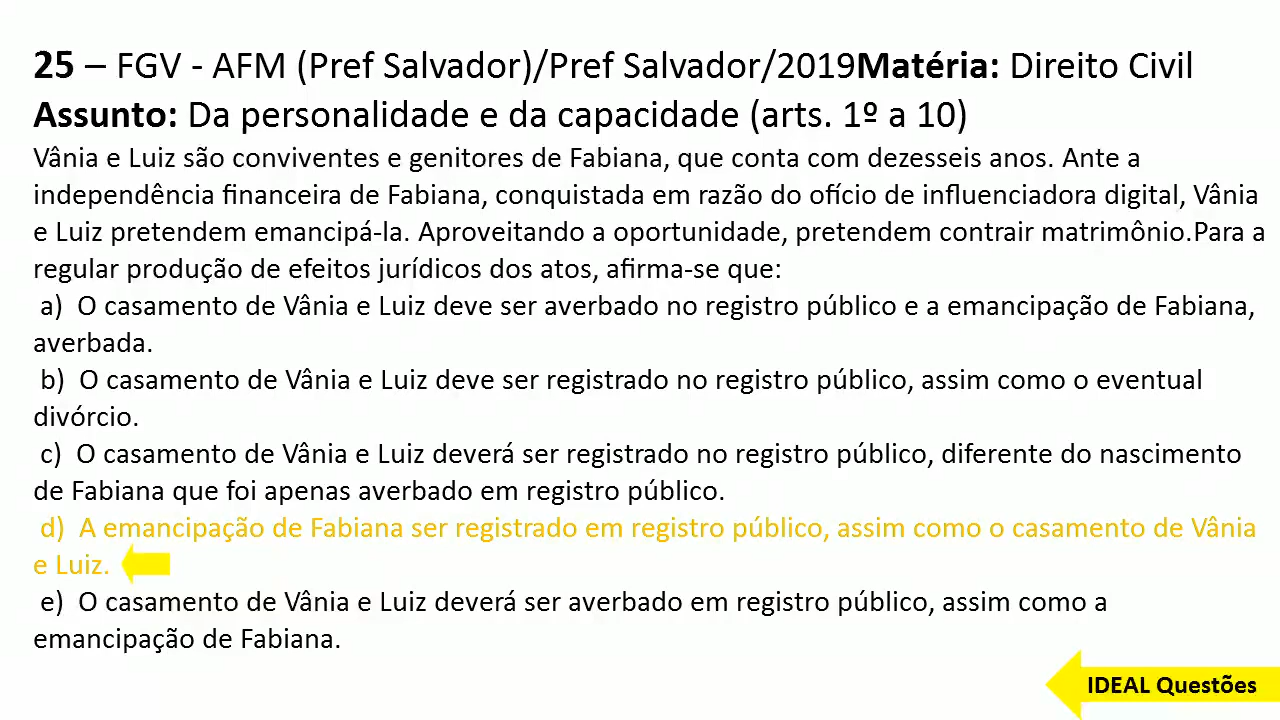 25 – FGV - AFM (Pref Salvador)/Pref Salvador/2019Matéria: Direito Civil
Assunto: Da personalidade e da capacidade (arts. 1º a 10)
Vânia e Luiz são conviventes e genitores de Fabiana, que conta com dezesseis anos. Ante a
independência financeira de Fabiana, conquistada em razão do ofício de influenciadora digital, Vânia
e Luiz pretendem emancipá-la. Aproveitando a oportunidade, pretendem contrair matrimônio.Para a
regular produção de efeitos jurídicos dos atos, afirma-se que:
a) O casamento de Vânia e Luiz deve ser averbado no registro público e a emancipação de Fabiana,
averbada.
b) O casamento de Vânia e Luiz deve ser registrado no registro público, assim como o eventual
divórcio.
c) O casamento de Vânia e Luiz deverá ser registrado no registro público, diferente do nascimento
de Fabiana que foi apenas averbado em registro público.
d) A emancipação de Fabiana ser registrado em registro público, assim como o casamento de Vânia
e Luiz.
e) O casamento de Vânia e Luiz deverá ser averbado em registro público, assim como a
emancipação de Fabiana.
IDEAL Questões